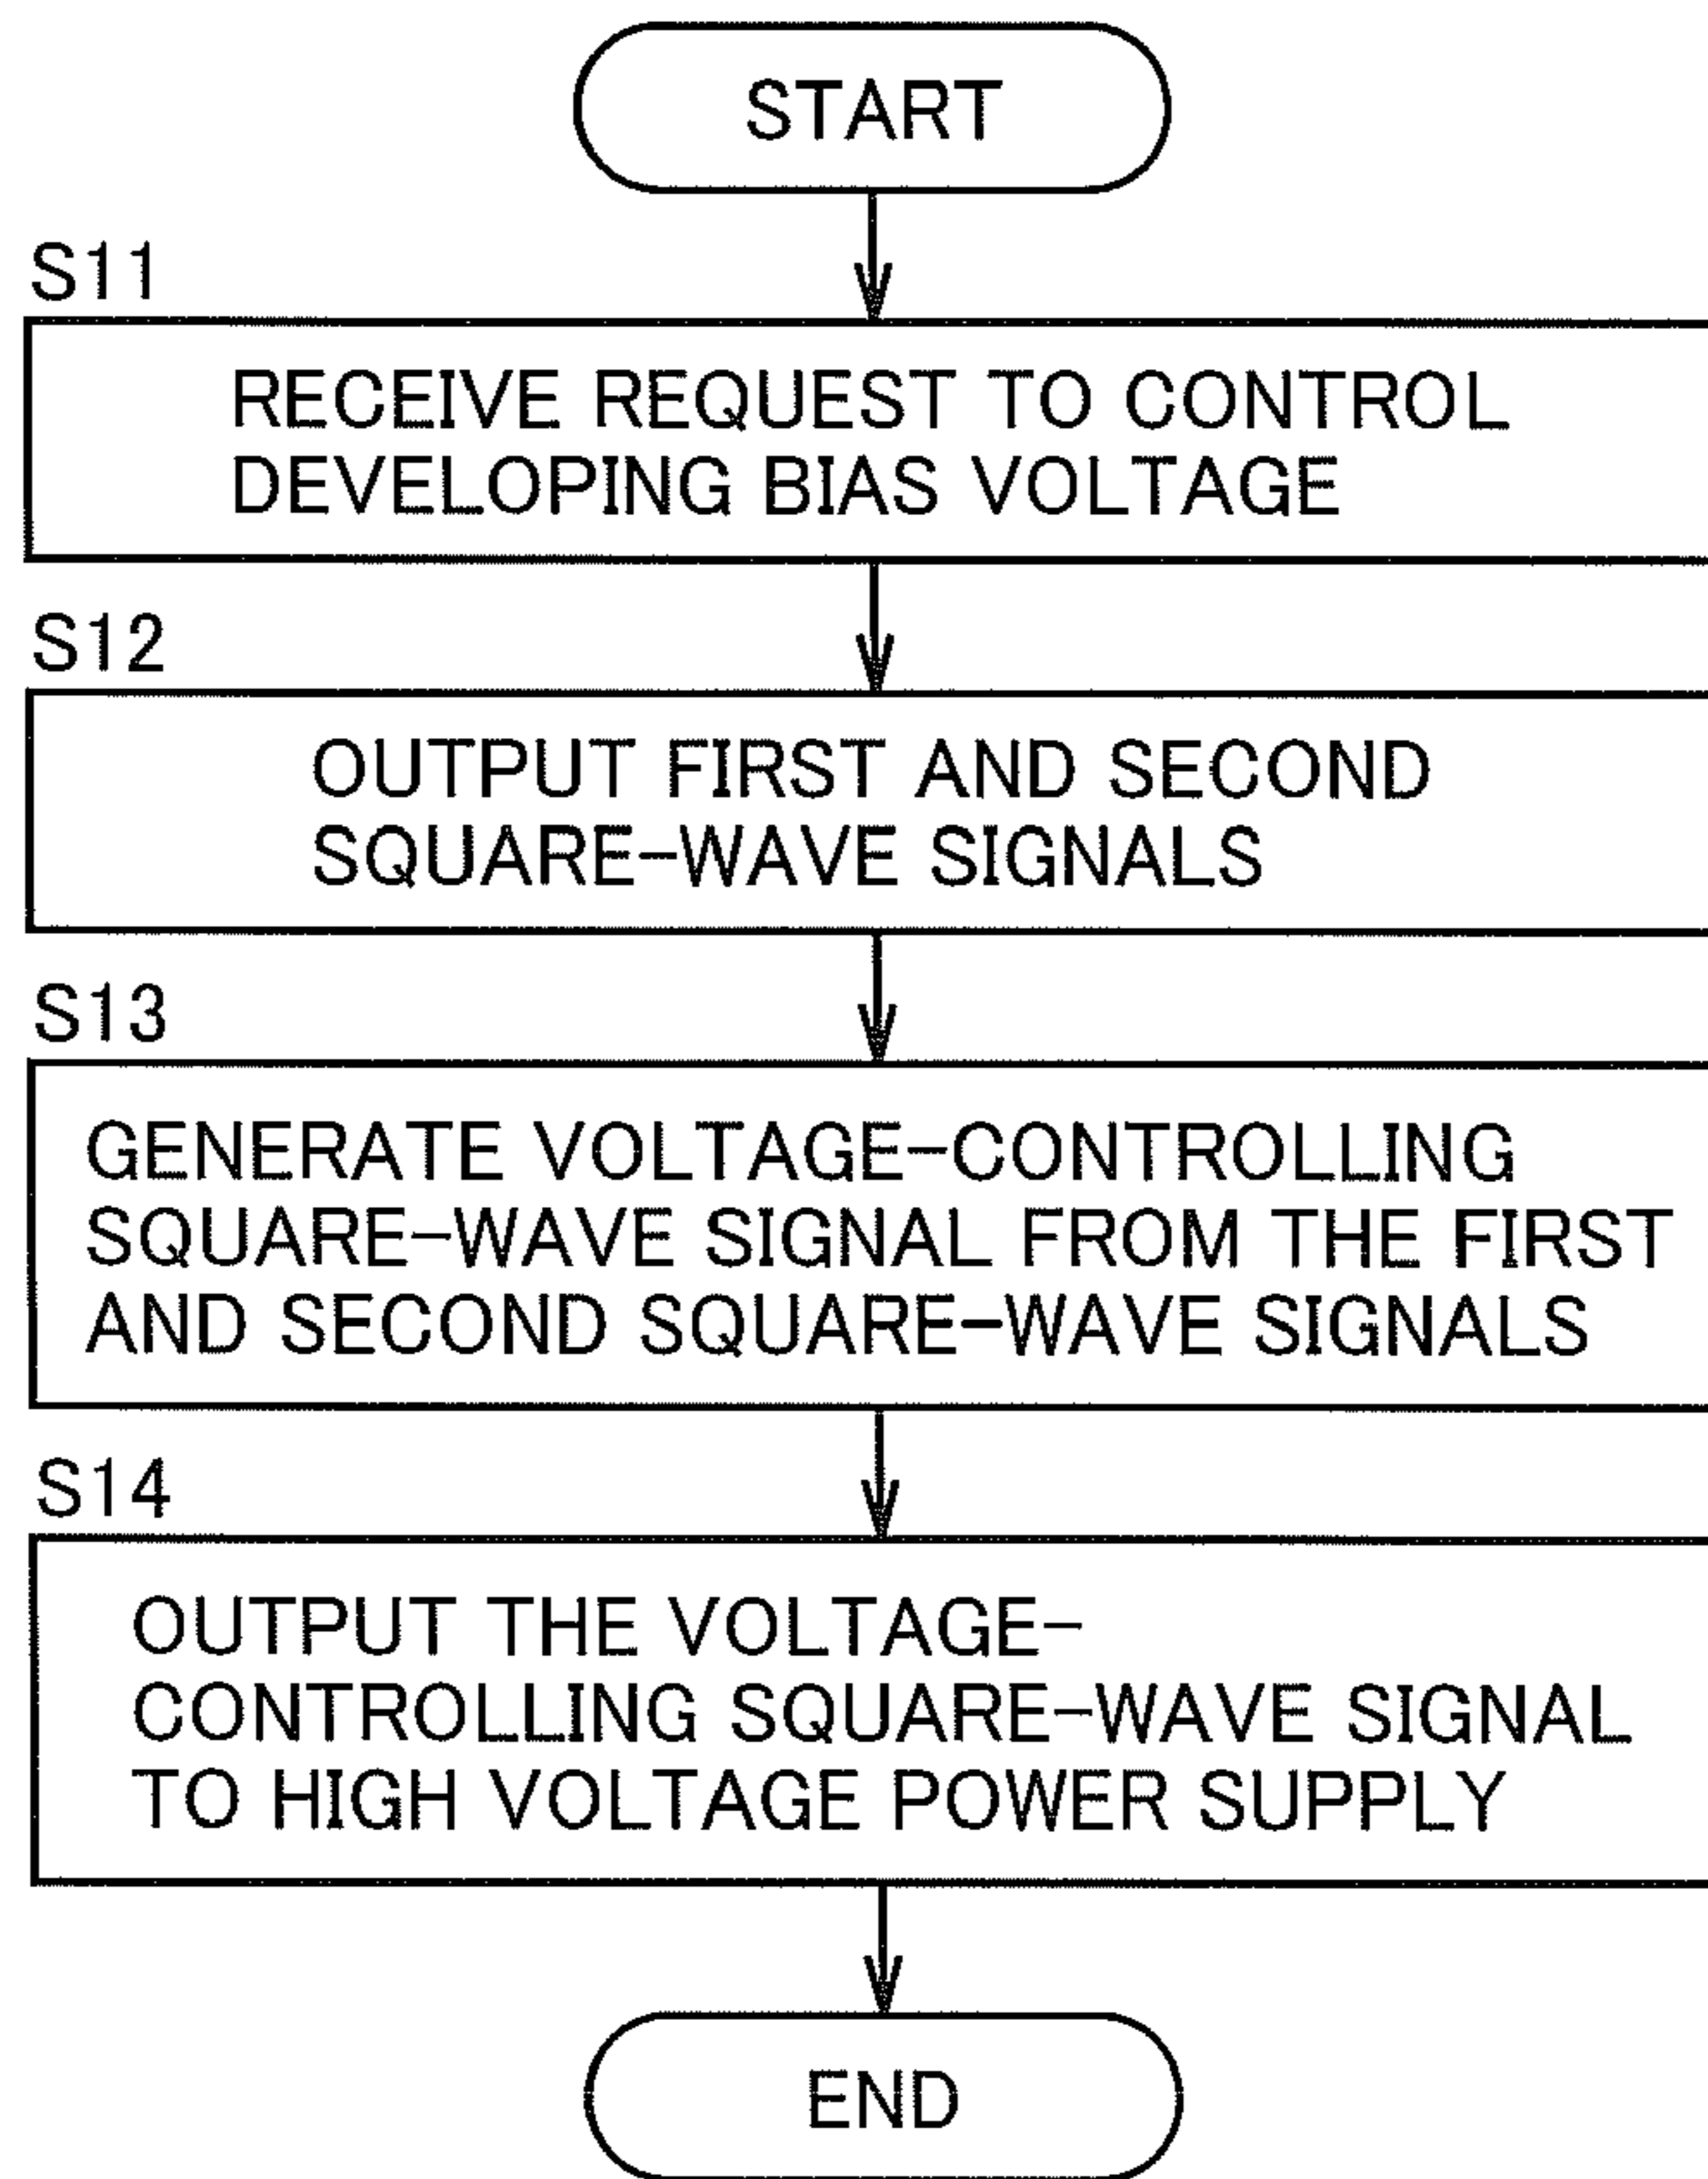 START
S11
RECEIVE REQUEST TO CONTROL
DEVELOPING BIAS VOLTAGE
S12
OUTPUT FIRST AND SECOND
SQUARE-WAVE SIGNALS
S13
GENERATE VOLTAGE-CONTROLLING
SQUARE-WAVE SIGNAL FROM THE FIRST
AND SECOND SQUARE-WAVE SIGNALS
S14
OUTPUT THE VOLTAGE-
CONTROLLING SQUARE-WAVE SIGNAL
TO HIGH VOLTAGE POWER SUPPLY
END